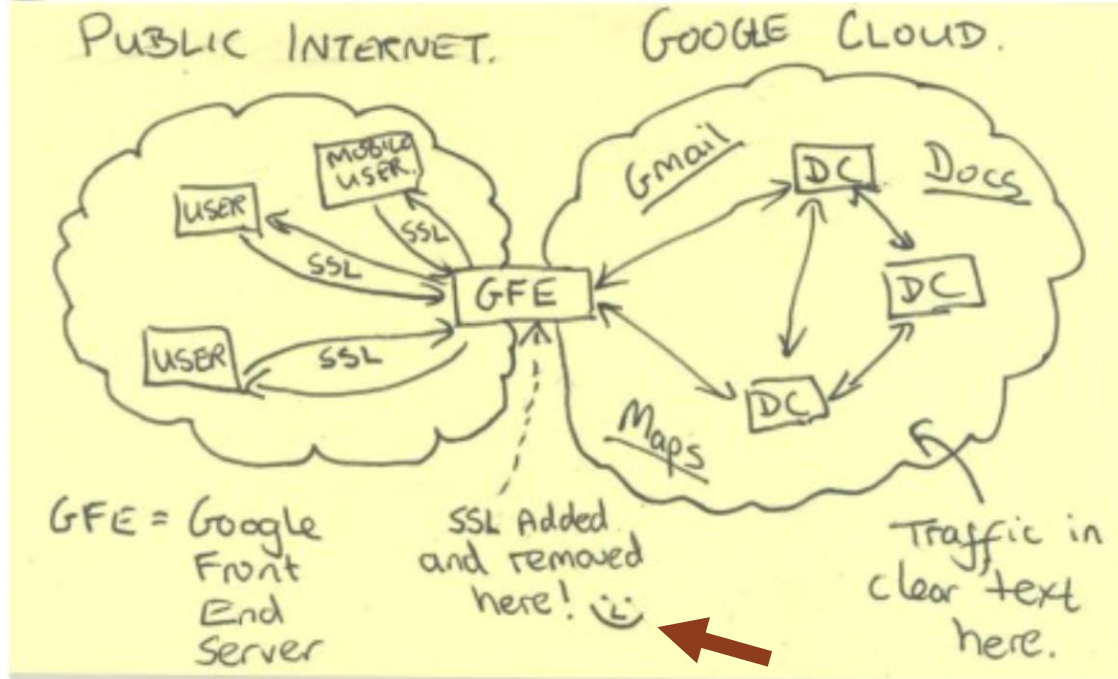 PUBLIC INTERNET.
GOOGLE CLOUD.
MOBILE
USER.
USER
SSL
SSL
GFE
USER
SSL
Gmail
DC
Docs
DC
DC
Maps
GFE = Google
Front
End
Server
SSL Added
and removed
here!
Traffic in
clear text
here.